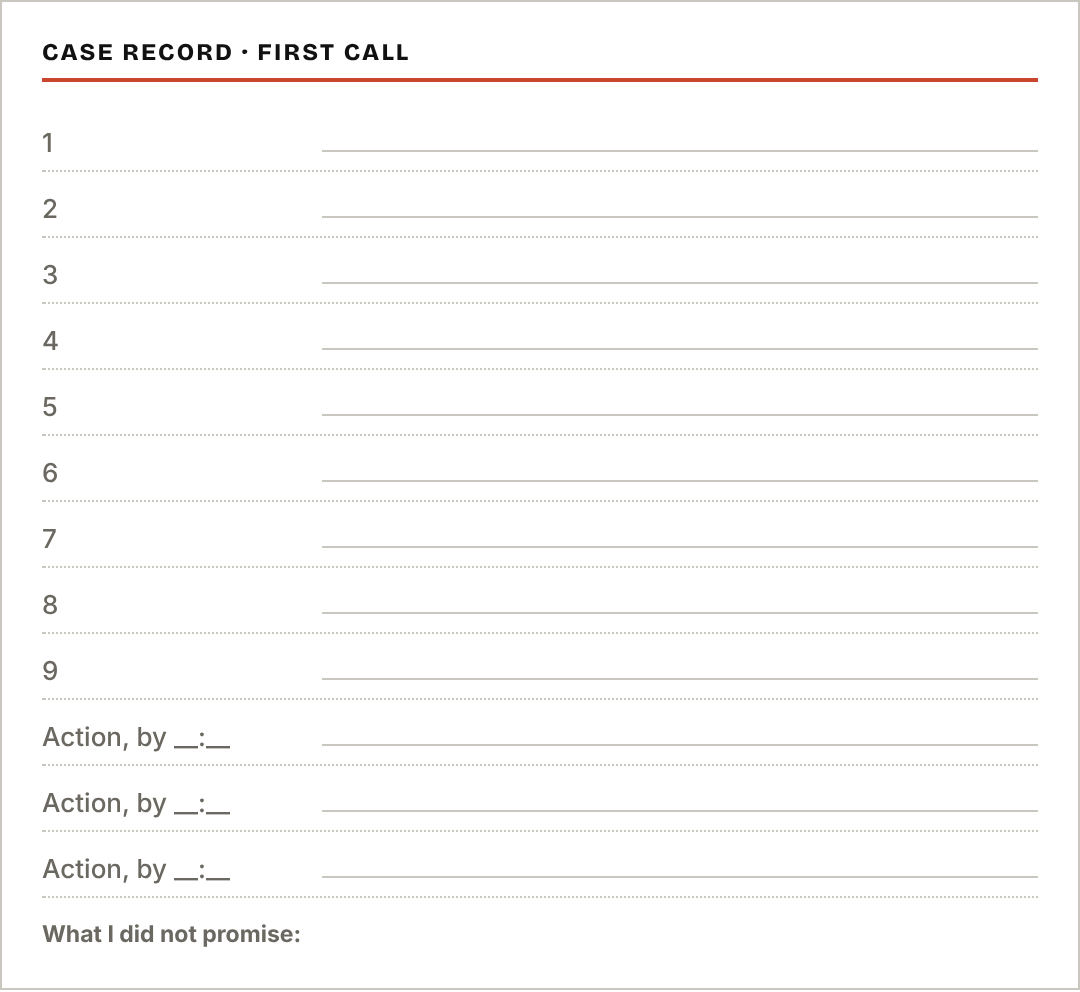 CASE RECORD · FIRST CALL
1
2
3
4
5
6
7
8
9
Action, by __:__
Action, by __:__
Action, by __:__
What I did not promise: